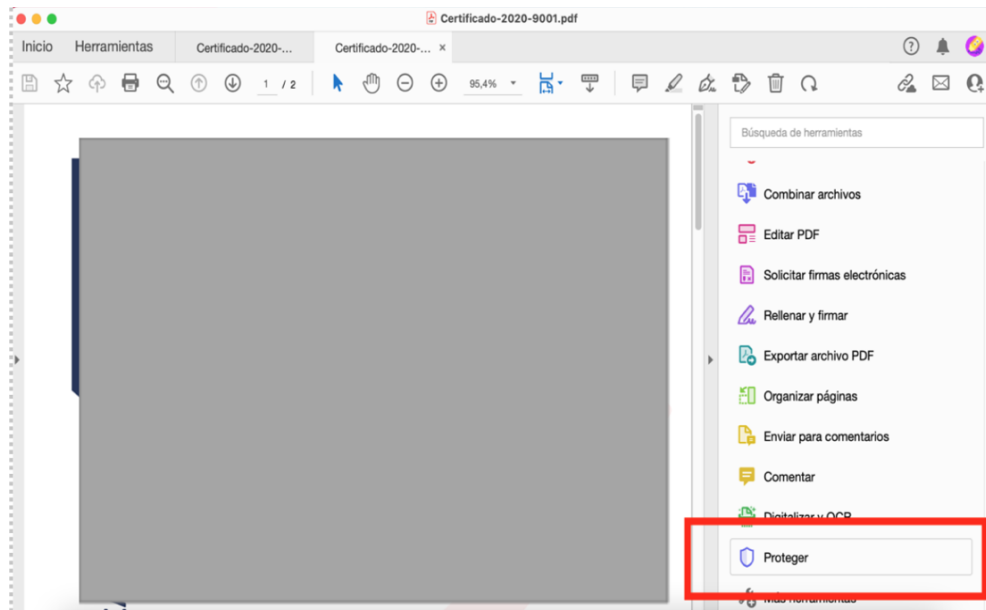 Certificado-2020-9001.pdf
Inicio Herramientas Certificado-2020-... Certificado-2020-... ×
1 / 2 95,4%
Búsqueda de herramientas
Combinar archivos
Editar PDF
Solicitar firmas electrónicas
Rellenar y firmar
Exportar archivo PDF
Organizar páginas
Enviar para comentarios
Comentar
Digitalizar y OCR
Proteger
Más herramientas